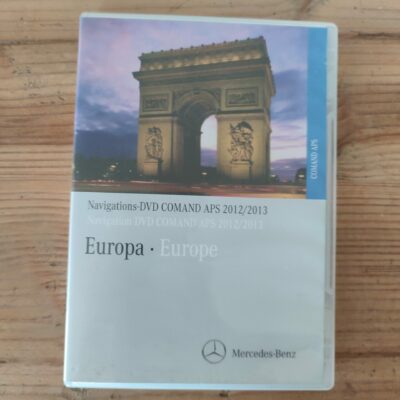 COMAND APS
Navigations-DVD COMAND APS 2012/2013
Navigation DVD COMAND APS 2012/2013
Europa · Europe
Mercedes-Benz